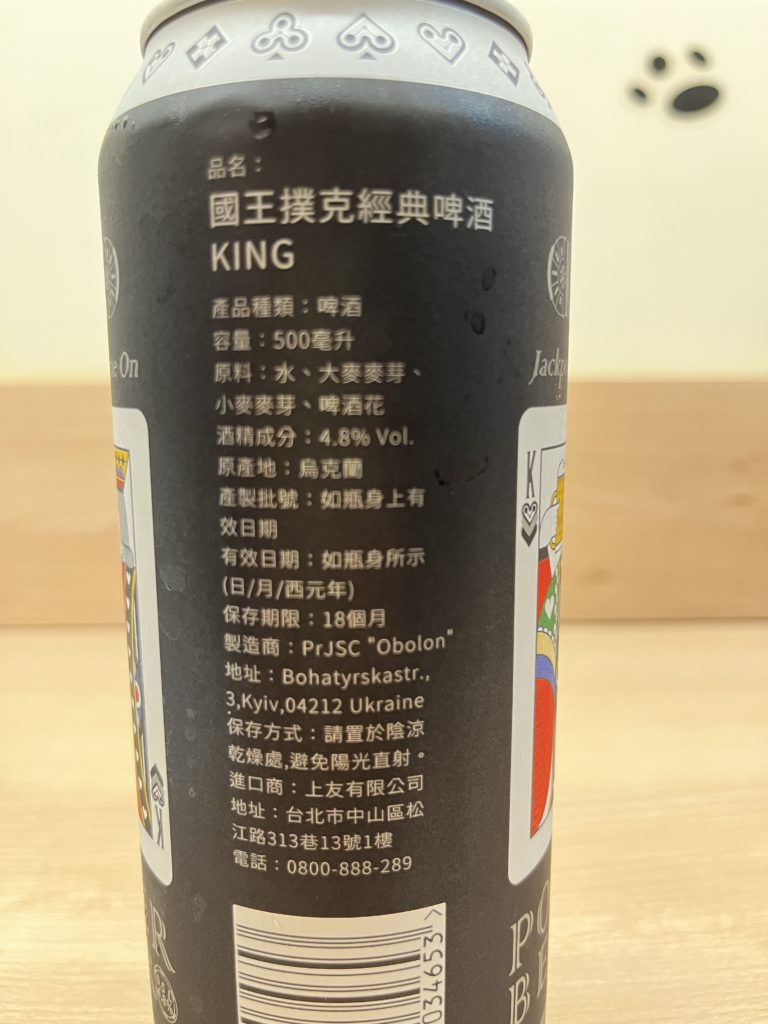 品名：
國王撲克經典啤酒
KING
產品種類：啤酒
容量：500毫升
原料：水、大麥麥芽、
小麥麥芽、啤酒花
酒精成分：4.8% Vol.
原產地：烏克蘭
產製批號：如瓶身上有
效日期
有效日期：如瓶身所示
(日/月/西元年)
保存期限：18個月
製造商：PrJSC "Obolon"
地址：Bohatyrskastr.,
3,Kyiv,04212 Ukraine
保存方式：請置於陰涼
乾燥處,避免陽光直射。
進口商：上友有限公司
地址：台北市中山區松
江路313巷13號1樓
電話：0800-888-289
034653
On
K
K